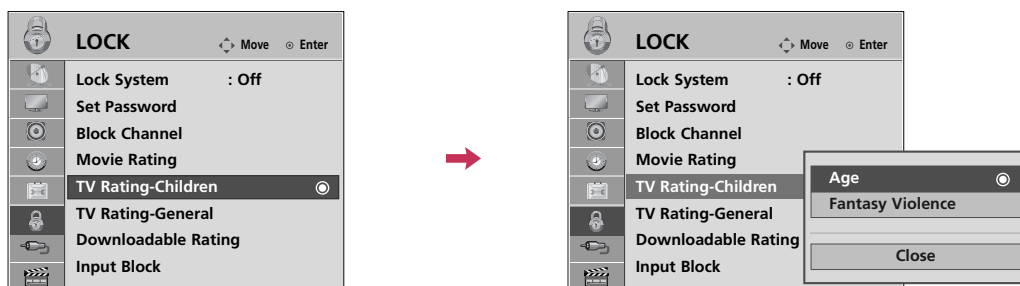 LOCK Move Enter
Lock System : Off
Set Password
Block Channel
Movie Rating
TV Rating-Children
TV Rating-General
Downloadable Rating
Input Block
LOCK Move Enter
Lock System : Off
Set Password
Block Channel
Movie Rating
TV Rating-Children
TV Rating-General
Downloadable Rating
Input Block
Age
Fantasy Violence
Close